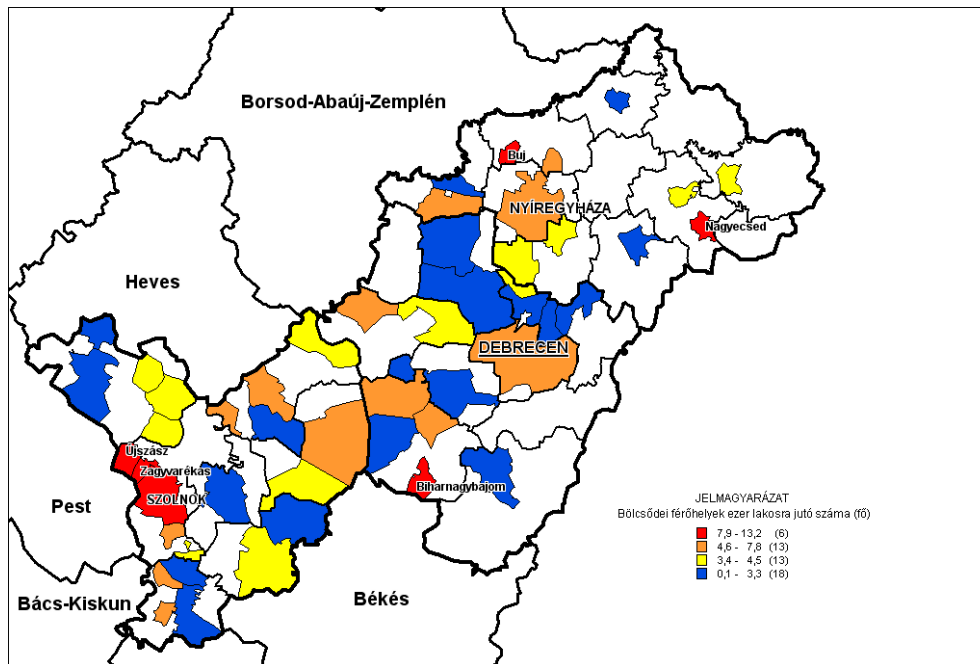 Borsod-Abaúj-Zemplén
Buj
NYÍREGYHÁZA
Nagyecsed
Heves
DEBRECEN
Újszász
Zagyvarékas
SZOLNOK
Biharnagybajom
Pest
Bács-Kiskun
Békés
JELMAGYARÁZAT
Bölcsődei férőhelyek ezer lakosra jutó száma (fő)
7,9 - 13,2 (6)
4,6 - 7,8 (13)
3,4 - 4,5 (13)
0,1 - 3,3 (18)